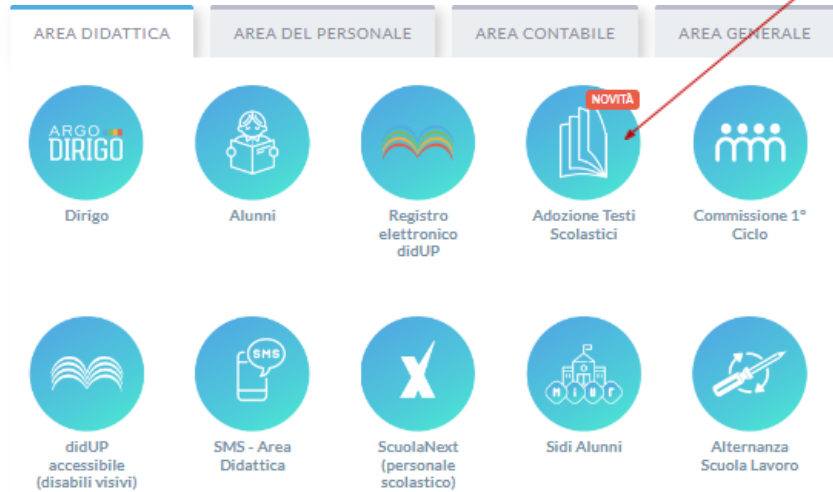 AREA DIDATTICA
AREA DEL PERSONALE
AREA CONTABILE
AREA GENERALE
NOVITÀ
ARGO
DIRIGO
Dirigo
Alunni
Registro
elettronico
didUP
Adozione Testi
Scolastici
Commissione 1°
Ciclo
SMS
MIUR
didUP
accessibile
(disabili visivi)
SMS - Area
Didattica
ScuolaNext
(personale
scolastico)
Sidi Alunni
Alternanza
Scuola Lavoro